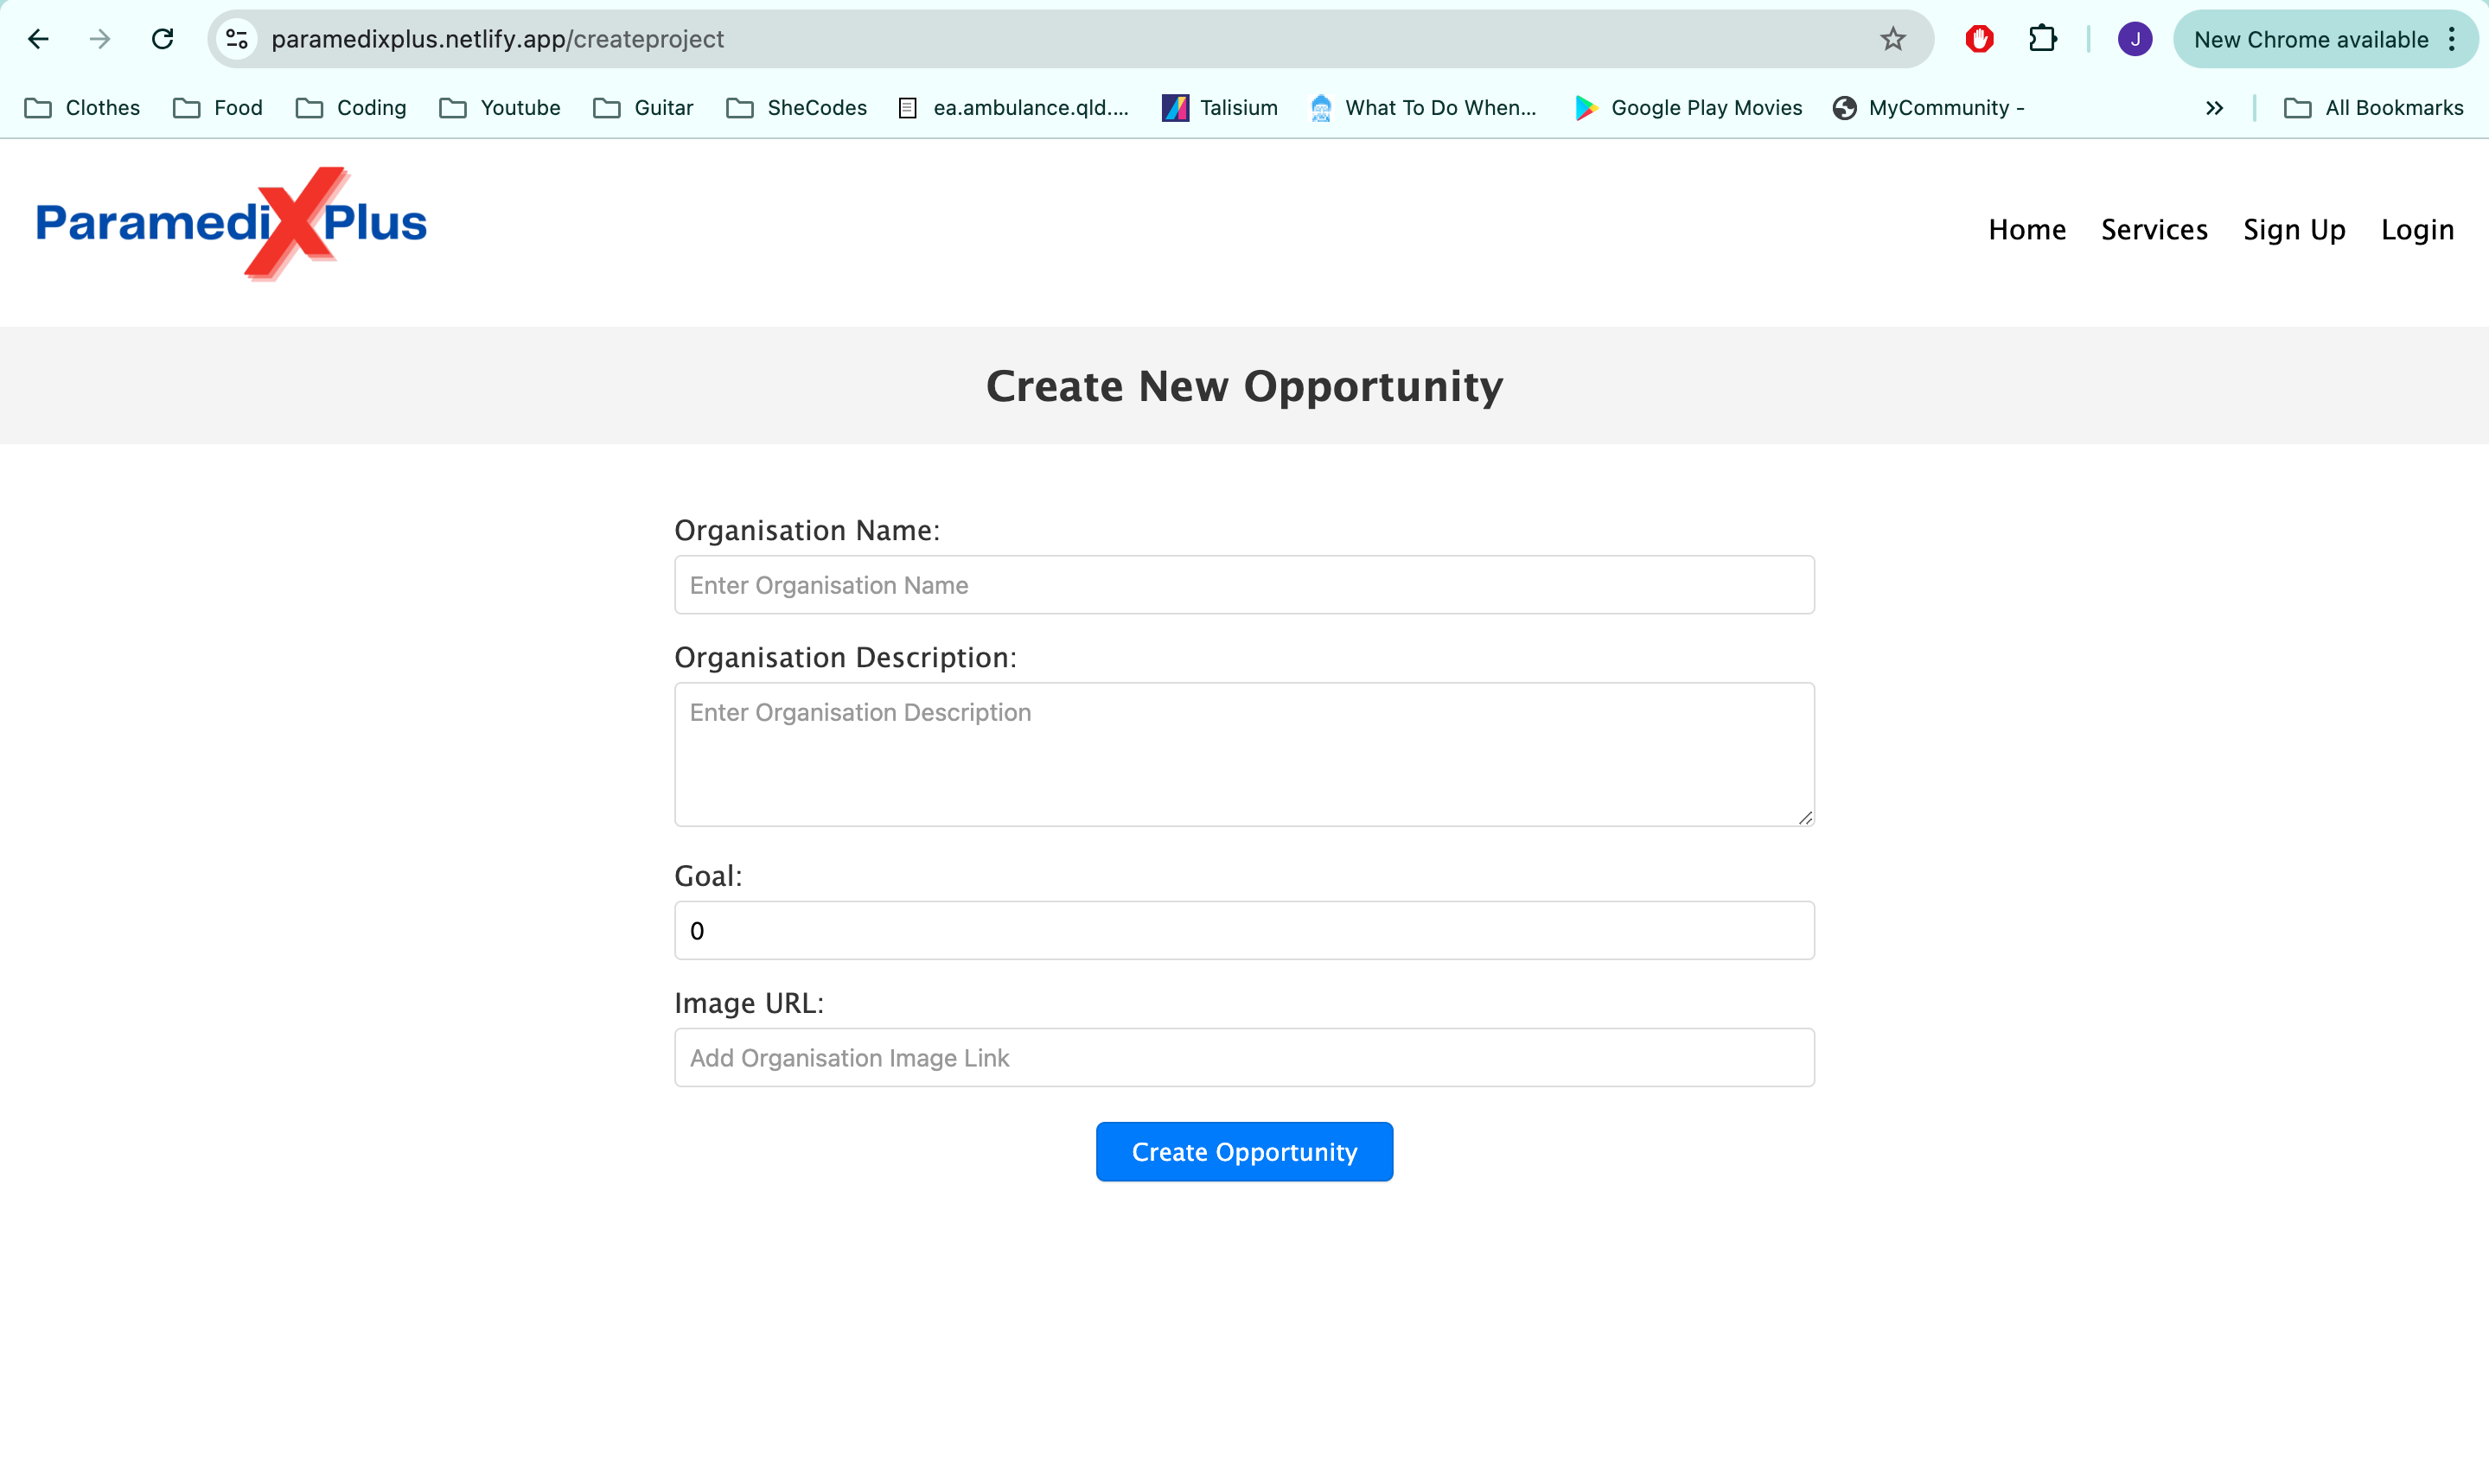 paramedixplus.netlify.app/createproject
J
New Chrome available
Clothes
Food
Coding
Youtube
Guitar
SheCodes
ea.ambulance.qld....
Talisium
What To Do When...
Google Play Movies
MyCommunity -
All Bookmarks
ParamediXPlus
Home
Services
Sign Up
Login
Create New Opportunity
Organisation Name:
Enter Organisation Name
Organisation Description:
Enter Organisation Description
Goal:
0
Image URL:
Add Organisation Image Link
Create Opportunity